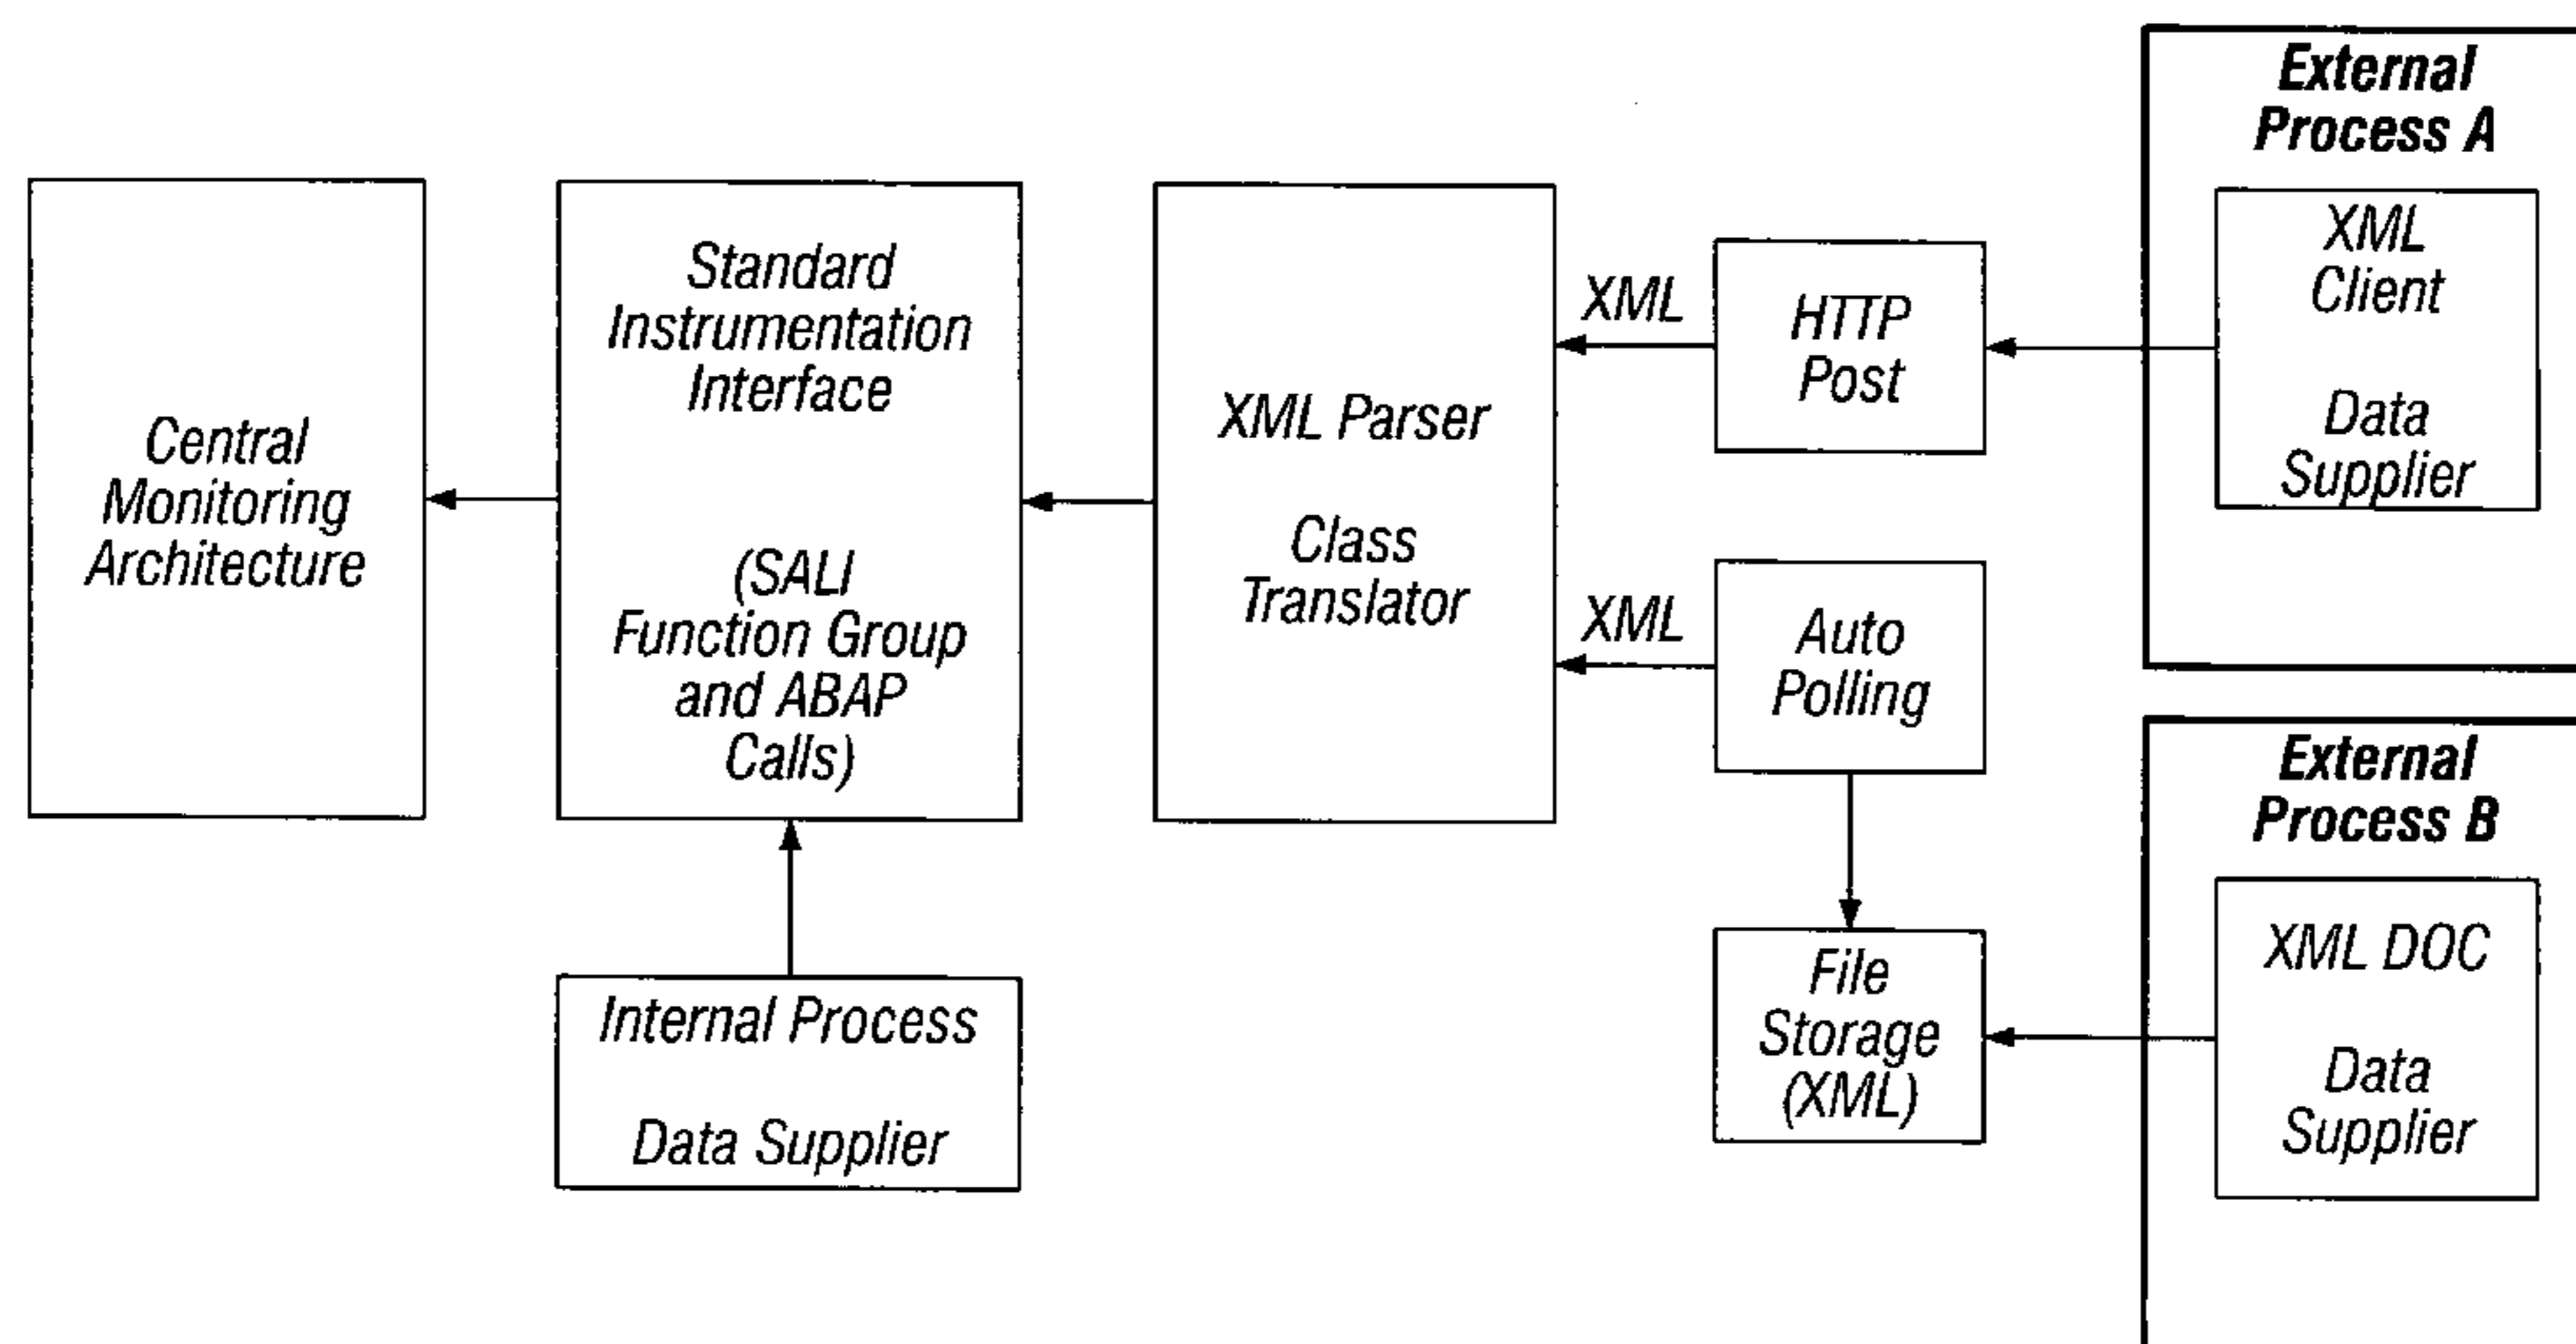 External
Process A
XML
Client
Data
Supplier
HTTP
Post
XML
XML Parser
Class
Translator
Standard
Instrumentation
Interface
(SALI
Function Group
and ABAP
Calls)
Central
Monitoring
Architecture
XML
Auto
Polling
External
Process B
XML DOC
Data
Supplier
File
Storage
(XML)
Internal Process
Data Supplier